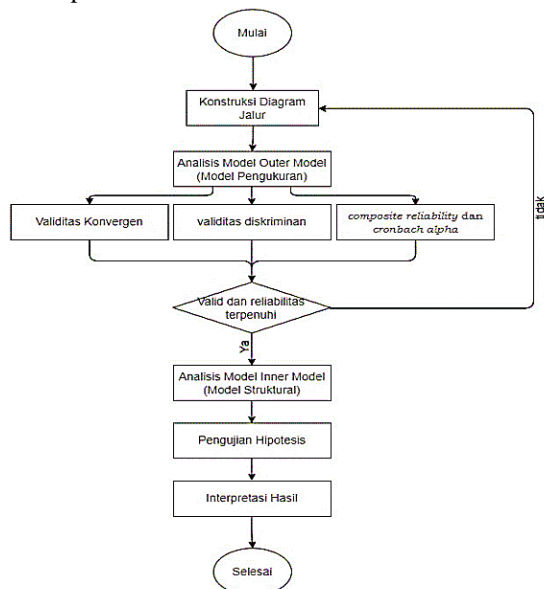 Mulai
Konstruksi Diagram
Jalur
Analisis Model Outer Model
(Model Pengukuran)
Validitas Konvergen
validitas diskriminan
composite reliability dan
cronbach alpha
tidak
Valid dan reliabilitas
terpenuhi
Ya
Analisis Model Inner Model
(Model Struktural)
Pengujian Hipotesis
Interpretasi Hasil
Selesai